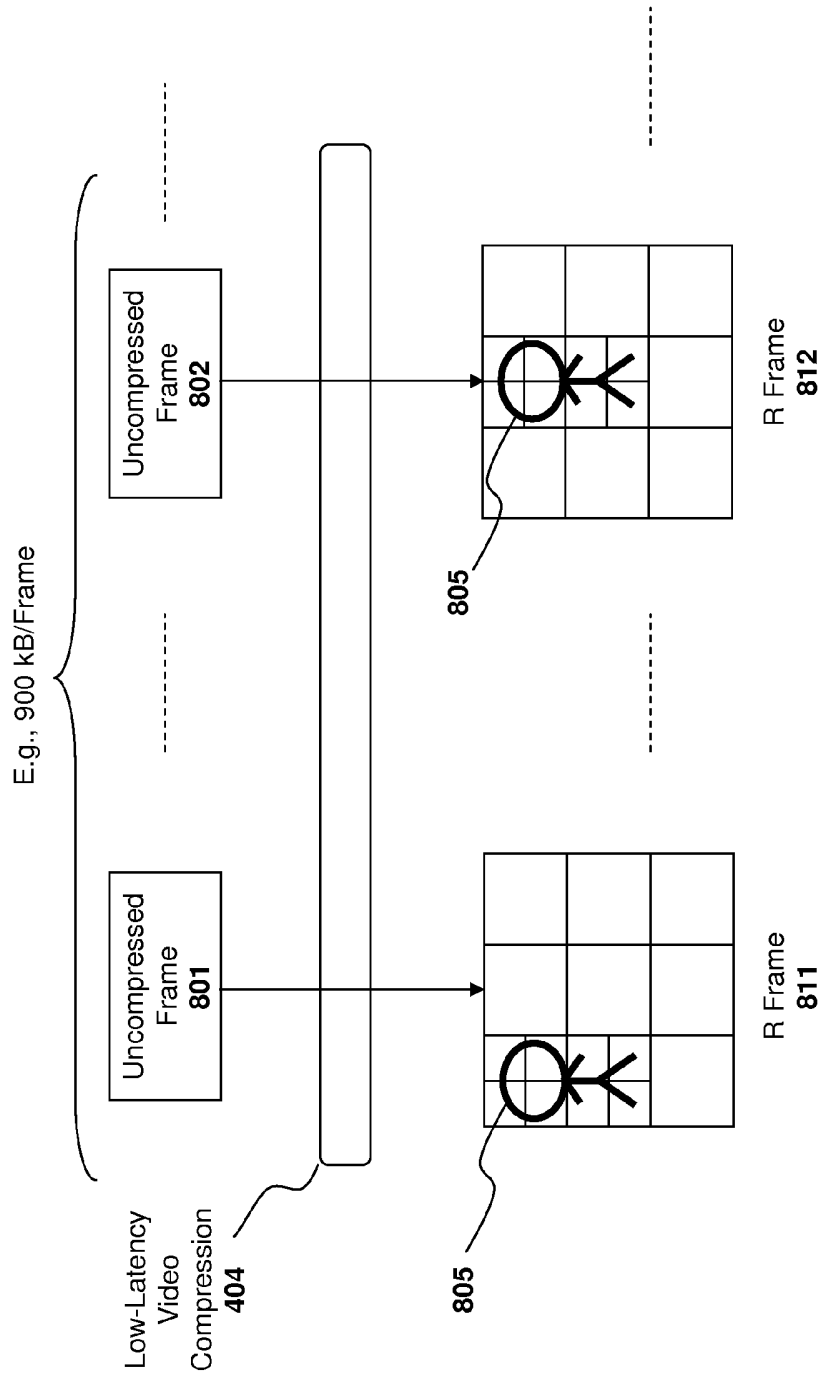 E.g., 900 kB/Frame
Uncompressed
Frame
801
Uncompressed
Frame
802
Low-Latency
Video
Compression
404
805
805
R Frame
811
R Frame
812